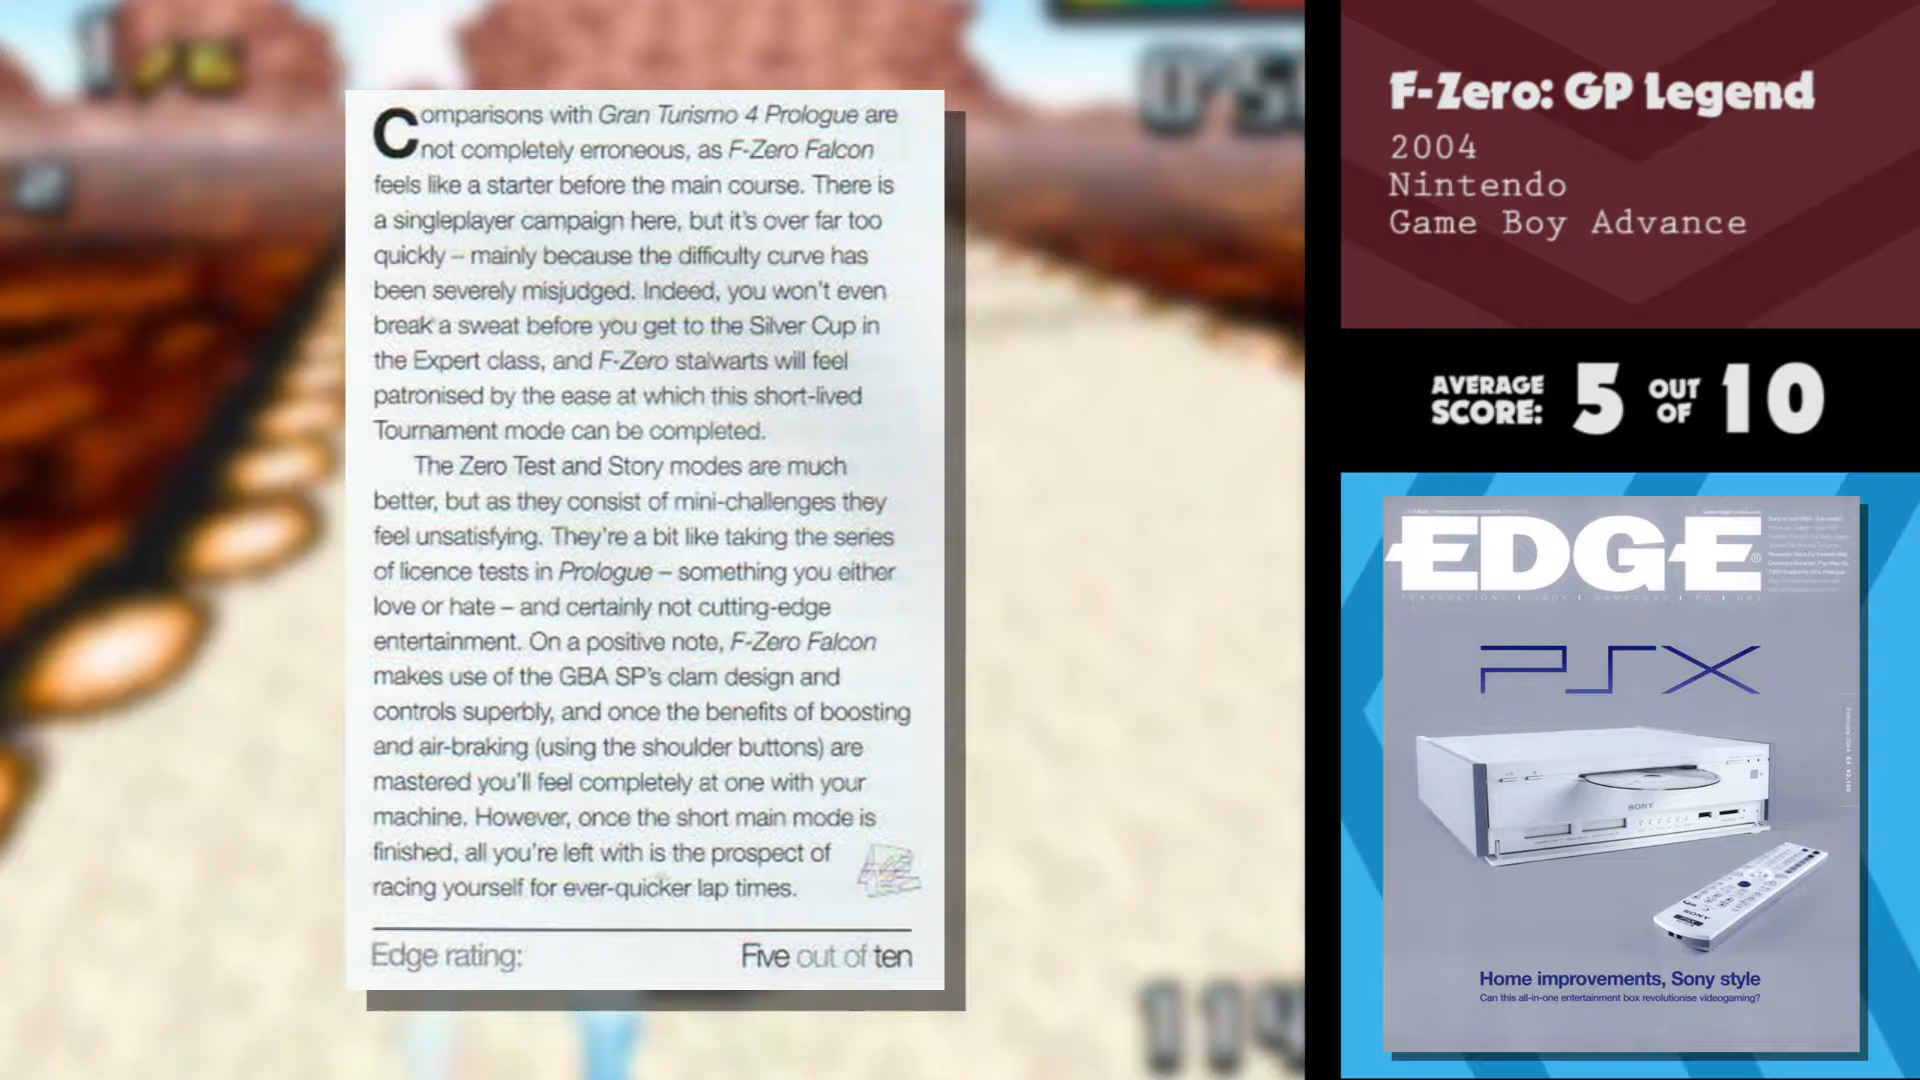 Comparisons with Gran Turismo 4 Prologue are
not completely erroneous, as F-Zero Falcon
feels like a starter before the main course. There is
a singleplayer campaign here, but it's over far too
quickly – mainly because the difficulty curve has
been severely misjudged. Indeed, you won't even
break a sweat before you get to the Silver Cup in
the Expert class, and F-Zero stalwarts will feel
patronised by the ease at which this short-lived
Tournament mode can be completed.
The Zero Test and Story modes are much
better, but as they consist of mini-challenges they
feel unsatisfying. They're a bit like taking the series
of licence tests in Prologue – something you either
love or hate – and certainly not cutting-edge
entertainment. On a positive note, F-Zero Falcon
makes use of the GBA SP's clam design and
controls superbly, and once the benefits of boosting
and air-braking (using the shoulder buttons) are
mastered you'll feel completely at one with your
machine. However, once the short main mode is
finished, all you're left with is the prospect of
racing yourself for ever-quicker lap times.
Edge rating: Five out of ten
F-Zero: GP Legend
2004
Nintendo
Game Boy Advance
AVERAGE SCORE: 5 OUT OF 10
EDGE
PSX
SONY
SONY
Home improvements, Sony style
Can this all-in-one entertainment box revolutionise videogaming?